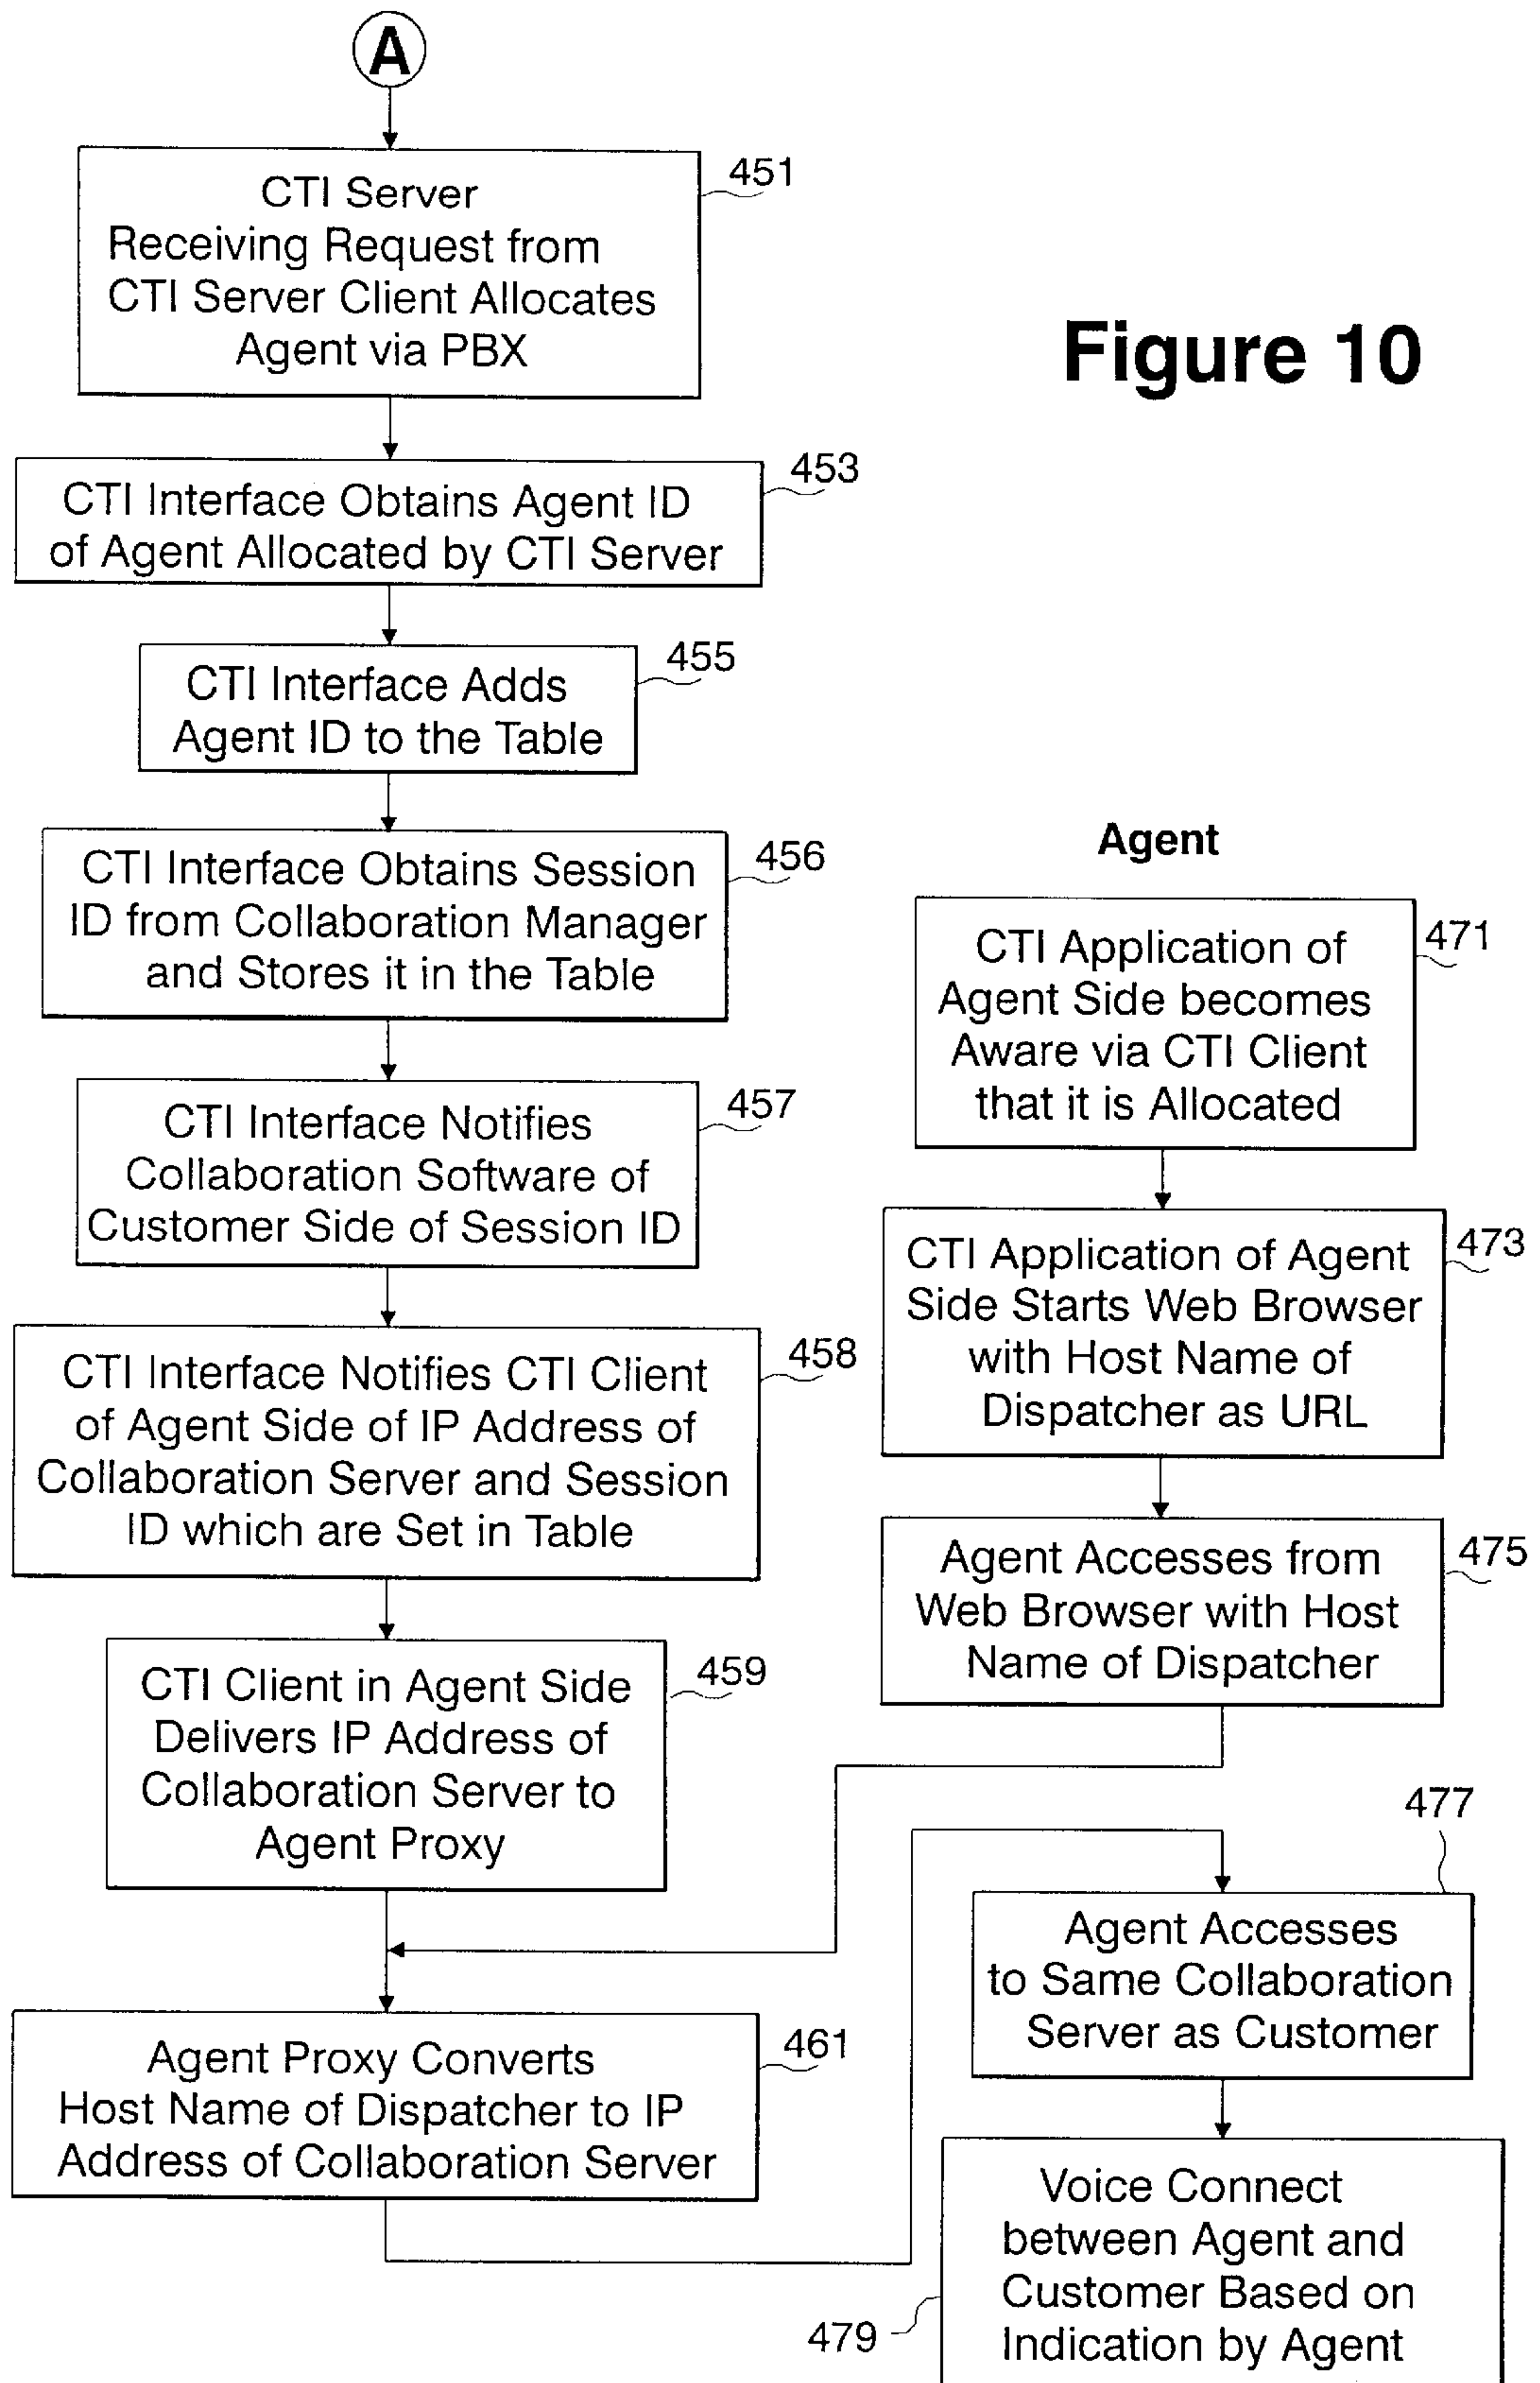 A
451
CTI Server
Receiving Request from
CTI Server Client Allocates
Agent via PBX
Figure 10
453
CTI Interface Obtains Agent ID
of Agent Allocated by CTI Server
455
CTI Interface Adds
Agent ID to the Table
456
CTI Interface Obtains Session
ID from Collaboration Manager
and Stores it in the Table
457
CTI Interface Notifies
Collaboration Software of
Customer Side of Session ID
458
CTI Interface Notifies CTI Client
of Agent Side of IP Address of
Collaboration Server and Session
ID which are Set in Table
459
CTI Client in Agent Side
Delivers IP Address of
Collaboration Server to
Agent Proxy
461
Agent Proxy Converts
Host Name of Dispatcher to IP
Address of Collaboration Server
Agent
471
CTI Application of
Agent Side becomes
Aware via CTI Client
that it is Allocated
473
CTI Application of Agent
Side Starts Web Browser
with Host Name of
Dispatcher as URL
475
Agent Accesses from
Web Browser with Host
Name of Dispatcher
477
Agent Accesses
to Same Collaboration
Server as Customer
479
Voice Connect
between Agent and
Customer Based on
Indication by Agent